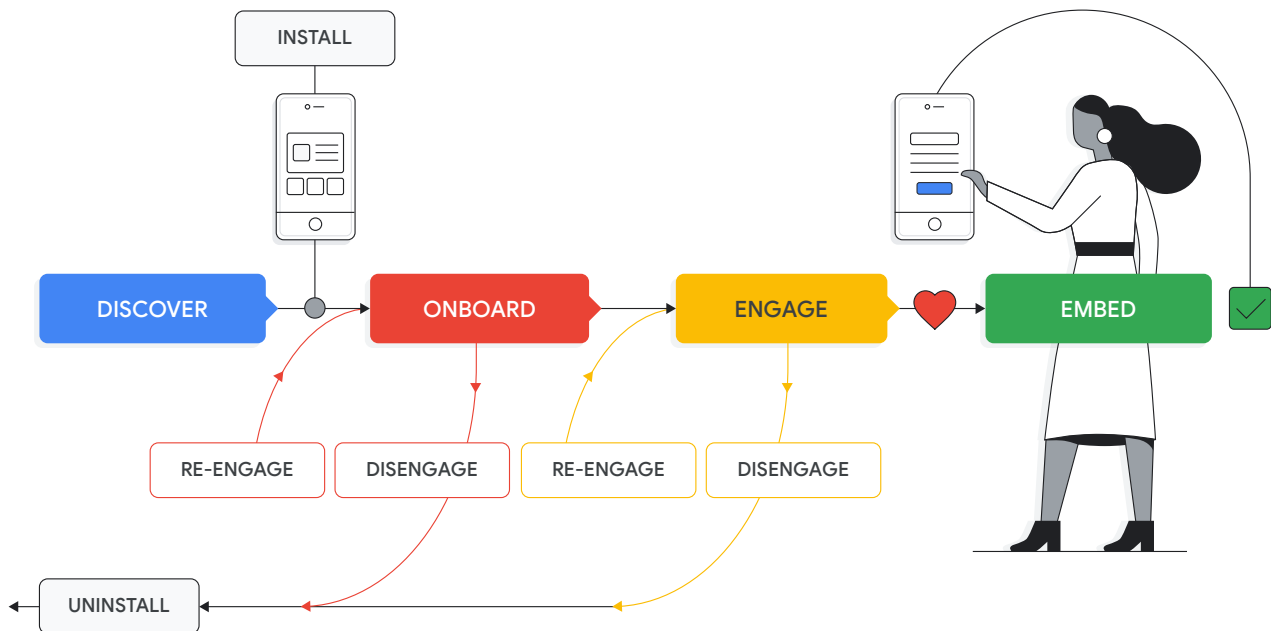 INSTALL
DISCOVER
ONBOARD
ENGAGE
EMBED
RE-ENGAGE
DISENGAGE
RE-ENGAGE
DISENGAGE
UNINSTALL